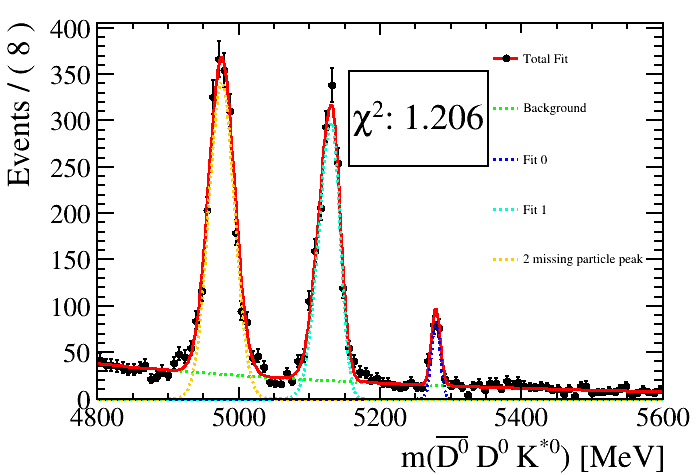 Events / ( 8 )
400
350
300
250
200
150
100
50
0
4800
5000
5200
5400
5600
m(D⁰ D⁰ K*⁰) [MeV]
χ²: 1.206
Total Fit
Background
Fit 0
Fit 1
2 missing particle peak